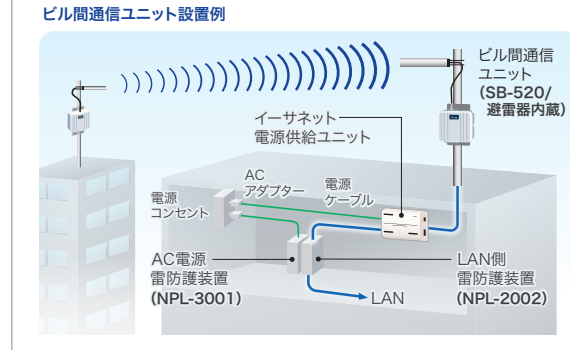 ビル間通信ユニット設置例
ビル間通信
ユニット
(SB-520/
避雷器内蔵)
イーサネット
電源供給ユニット
AC
アダプター
電源
ケーブル
電源
コンセント
AC電源
雷防護装置
(NPL-3001)
LAN
LAN側
雷防護装置
(NPL-2002)